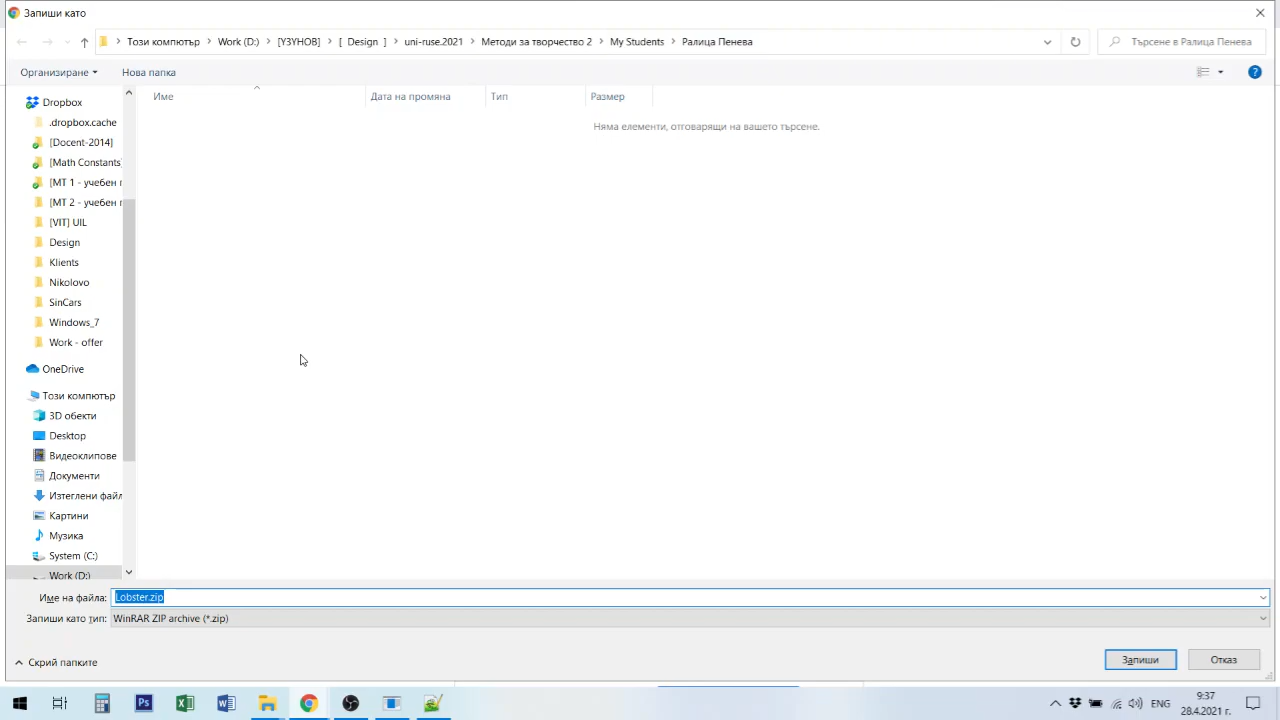 Запиши като
Този компютър > Work (D:) > [УЗУНОВ] > [ Design ] > uni-ruse.2021 > Методи за творчество 2 > My Students > Ралица Пенева
Търсене в Ралица Пенева
Организиране
Нова папка
Име
Дата на промяна
Тип
Размер
Няма елементи, отговарящи на вашето търсене.
Dropbox
.dropbox.cache
[Docent-2014]
[Math Constants]
[МТ 1 - учебен г
[МТ 2 - учебен г
[VIT] UIL
Design
Klients
Nikolovo
SinCars
Windows_7
Work - offer
OneDrive
Този компютър
3D обекти
Desktop
Видеоклипове
Документи
Изтеглени файл
Картини
Музика
System (C:)
Work (D:)
Име на файла: Lobster.zip
Запиши като тип: WinRAR ZIP archive (*.zip)
Скрий папките
Запиши
Отказ
Ps
ЕНГ
9:37
28.4.2021 г.